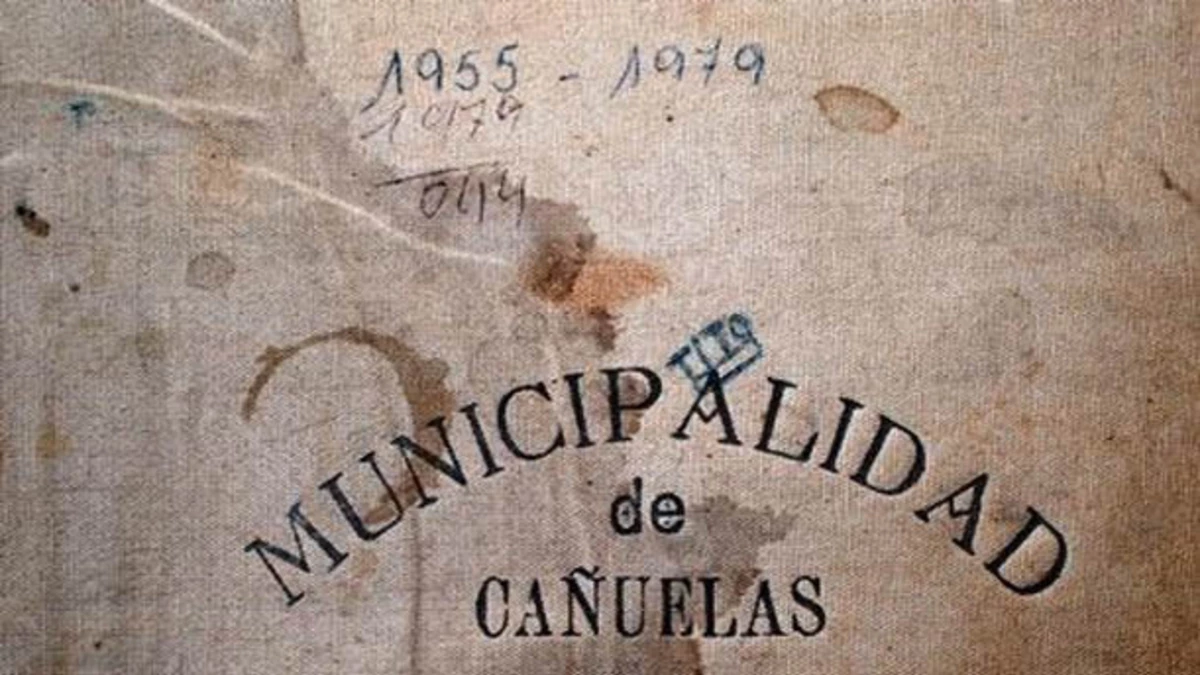 1955 - 1979
MUNICIPALIDAD
de
CAÑUELAS